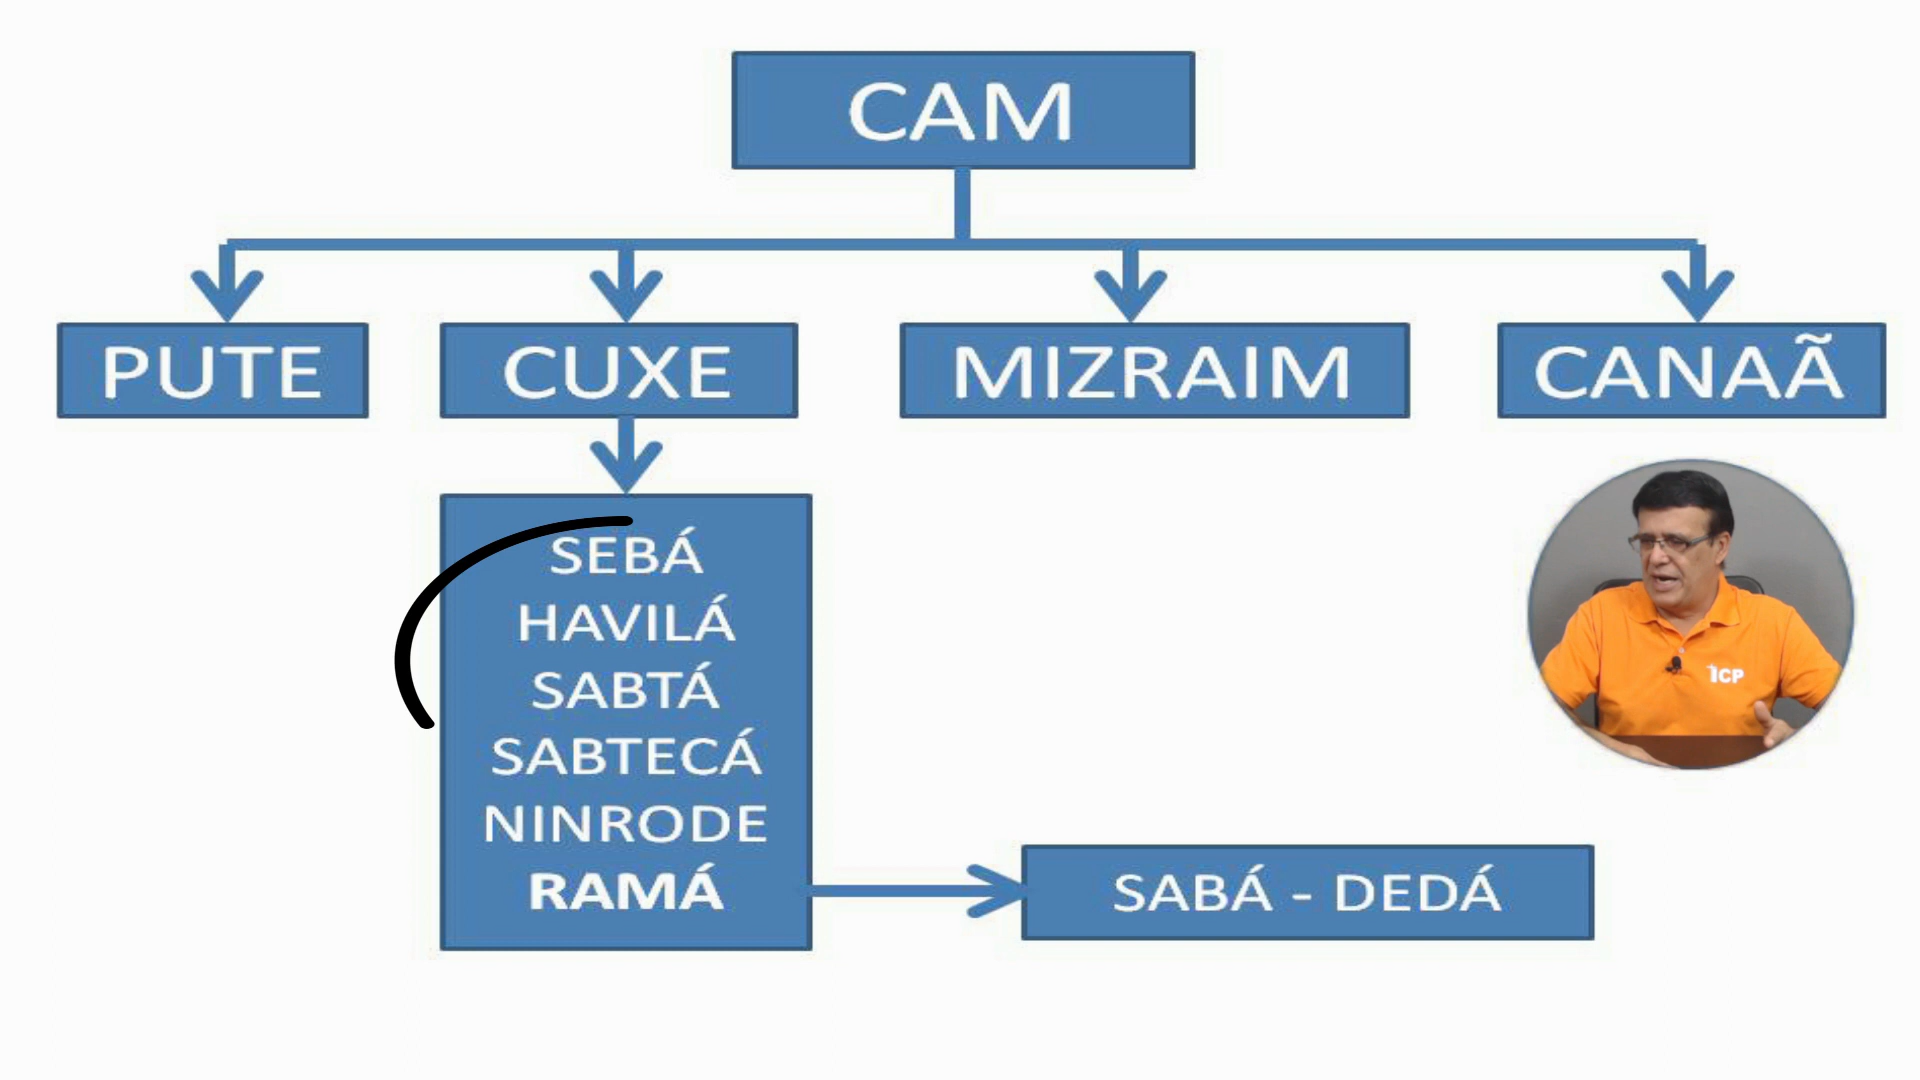 CAM
PUTE
CUXE
MIZRAIM
CANAÃ
SEBÁ
HAVILÁ
SABTÁ
SABTECÁ
NINRODE
RAMÁ
SABÁ - DEDÁ
ICP